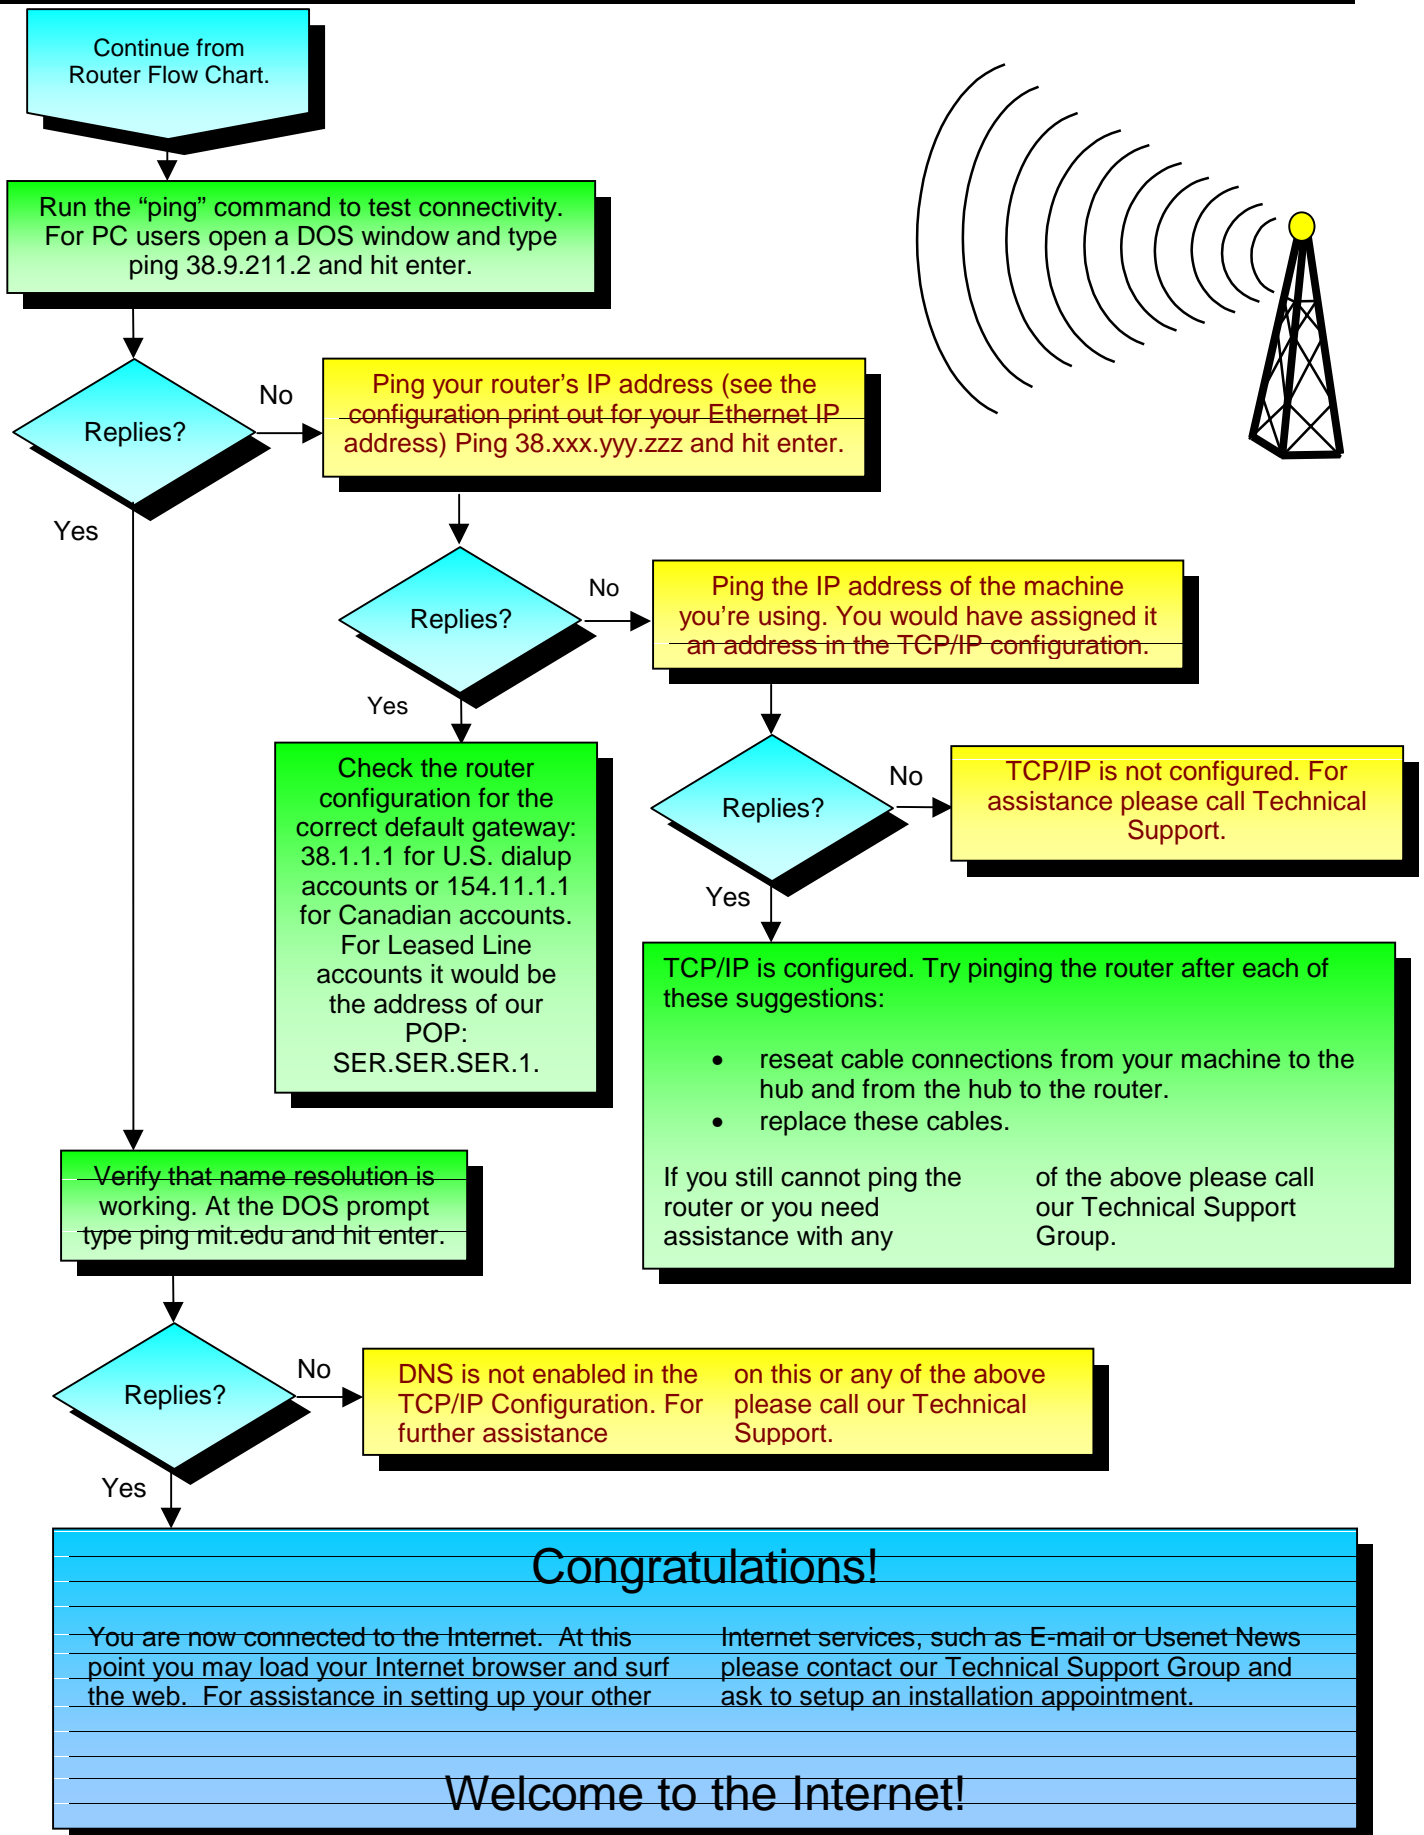 Continue from
Router Flow Chart.
Run the “ping” command to test connectivity.
For PC users open a DOS window and type
ping 38.9.211.2 and hit enter.
Replies?
No
Ping your router’s IP address (see the
configuration print out for your Ethernet IP
address) Ping 38.xxx.yyy.zzz and hit enter.
Yes
Replies?
No
Ping the IP address of the machine
you’re using. You would have assigned it
an address in the TCP/IP configuration.
Yes
Check the router
configuration for the
correct default gateway:
38.1.1.1 for U.S. dialup
accounts or 154.11.1.1
for Canadian accounts.
For Leased Line
accounts it would be
the address of our
POP:
SER.SER.SER.1.
Replies?
No
TCP/IP is not configured. For
assistance please call Technical
Support.
Yes
TCP/IP is configured. Try pinging the router after each of
these suggestions:
• reseat cable connections from your machine to the
hub and from the hub to the router.
• replace these cables.
If you still cannot ping the
router or you need
assistance with any
of the above please call
our Technical Support
Group.
Verify that name resolution is
working. At the DOS prompt
type ping mit.edu and hit enter.
Replies?
No
DNS is not enabled in the
TCP/IP Configuration. For
further assistance
on this or any of the above
please call our Technical
Support.
Yes
Congratulations!
You are now connected to the Internet.  At this
point you may load your Internet browser and surf
the web.  For assistance in setting up your other
Internet services, such as E-mail or Usenet News
please contact our Technical Support Group and
ask to setup an installation appointment.
Welcome to the Internet!